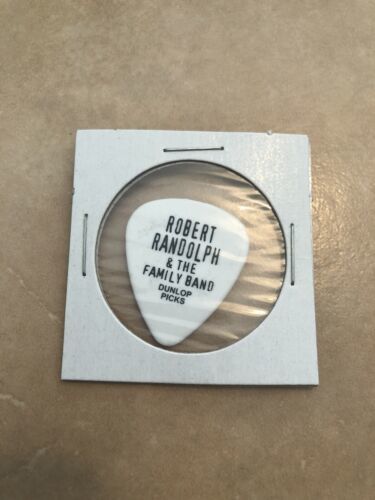 ROBERT
RANDOLPH
& THE
FAMILY BAND
DUNLOP
PICKS